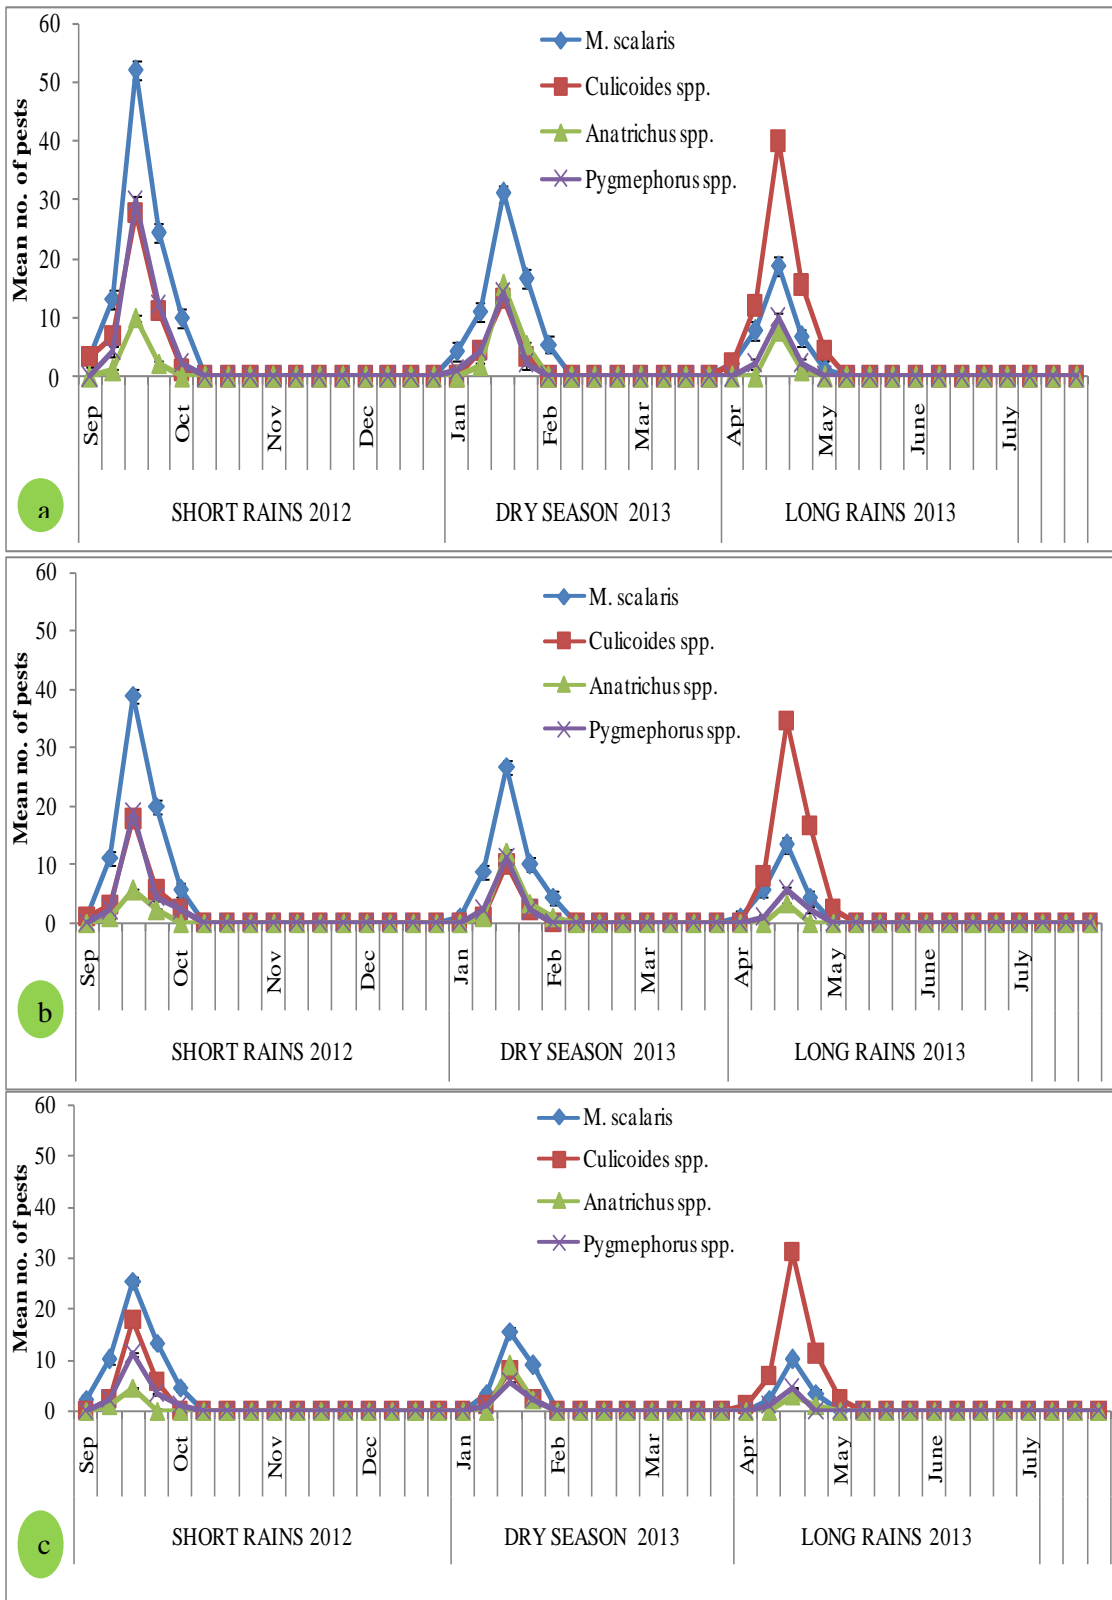 60
50
40
30
20
10
0
Mean no. of pests
M. scalaris
Culicoides spp.
Anatrichus spp.
Pygmephorus spp.
Sep Oct Nov Dec Jan Feb Mar Apr May June July
SHORT RAINS 2012 DRY SEASON 2013 LONG RAINS 2013
a
60
50
40
30
20
10
0
Mean no. of pests
M. scalaris
Culicoides spp.
Anatrichus spp.
Pygmephorus spp.
Sep Oct Nov Dec Jan Feb Mar Apr May June July
SHORT RAINS 2012 DRY SEASON 2013 LONG RAINS 2013
b
60
50
40
30
20
10
0
Mean no. of pests
M. scalaris
Culicoides spp.
Anatrichus spp.
Pygmephorus spp.
Sep Oct Nov Dec Jan Feb Mar Apr May June July
SHORT RAINS 2012 DRY SEASON 2013 LONG RAINS 2013
c